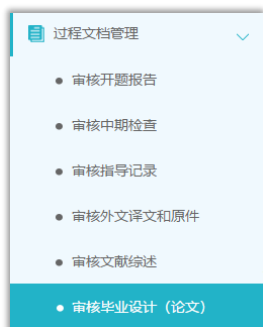 过程文档管理
审核开题报告
审核中期检查
审核指导记录
审核外文译文和原件
审核文献综述
审核毕业设计（论文）